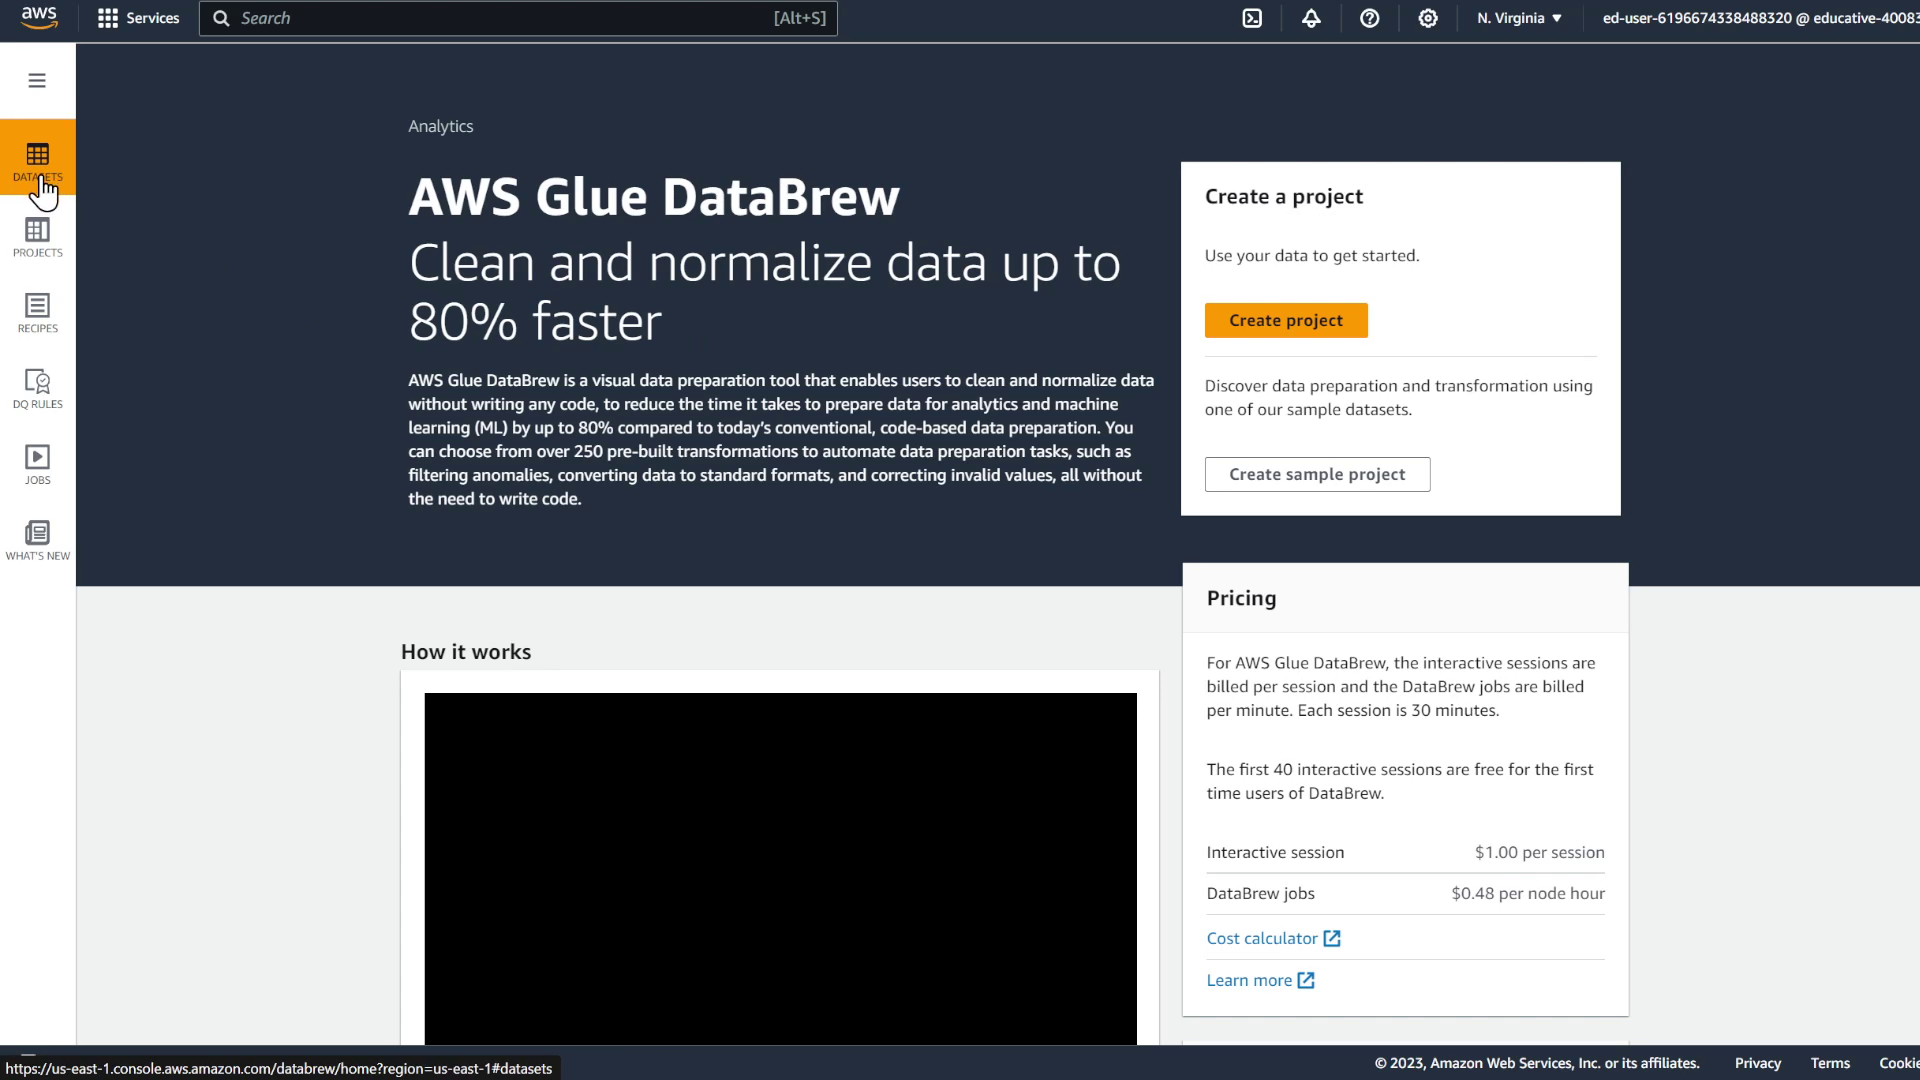 aws
Services
Search
[Alt+S]
N. Virginia
ed-user-6196674338488320 @ educative-40083
DATASETS
PROJECTS
RECIPES
DQ RULES
JOBS
WHAT'S NEW
Analytics
AWS Glue DataBrew
Clean and normalize data up to
80% faster
AWS Glue DataBrew is a visual data preparation tool that enables users to clean and normalize data
without writing any code, to reduce the time it takes to prepare data for analytics and machine
learning (ML) by up to 80% compared to today's conventional, code-based data preparation. You
can choose from over 250 pre-built transformations to automate data preparation tasks, such as
filtering anomalies, converting data to standard formats, and correcting invalid values, all without
the need to write code.
Create a project
Use your data to get started.
Create project
Discover data preparation and transformation using
one of our sample datasets.
Create sample project
How it works
Pricing
For AWS Glue DataBrew, the interactive sessions are
billed per session and the DataBrew jobs are billed
per minute. Each session is 30 minutes.
The first 40 interactive sessions are free for the first
time users of DataBrew.
Interactive session $1.00 per session
DataBrew jobs $0.48 per node hour
Cost calculator
Learn more
https://us-east-1.console.aws.amazon.com/databrew/home?region=us-east-1#datasets
© 2023, Amazon Web Services, Inc. or its affiliates.
Privacy
Terms
Cookie